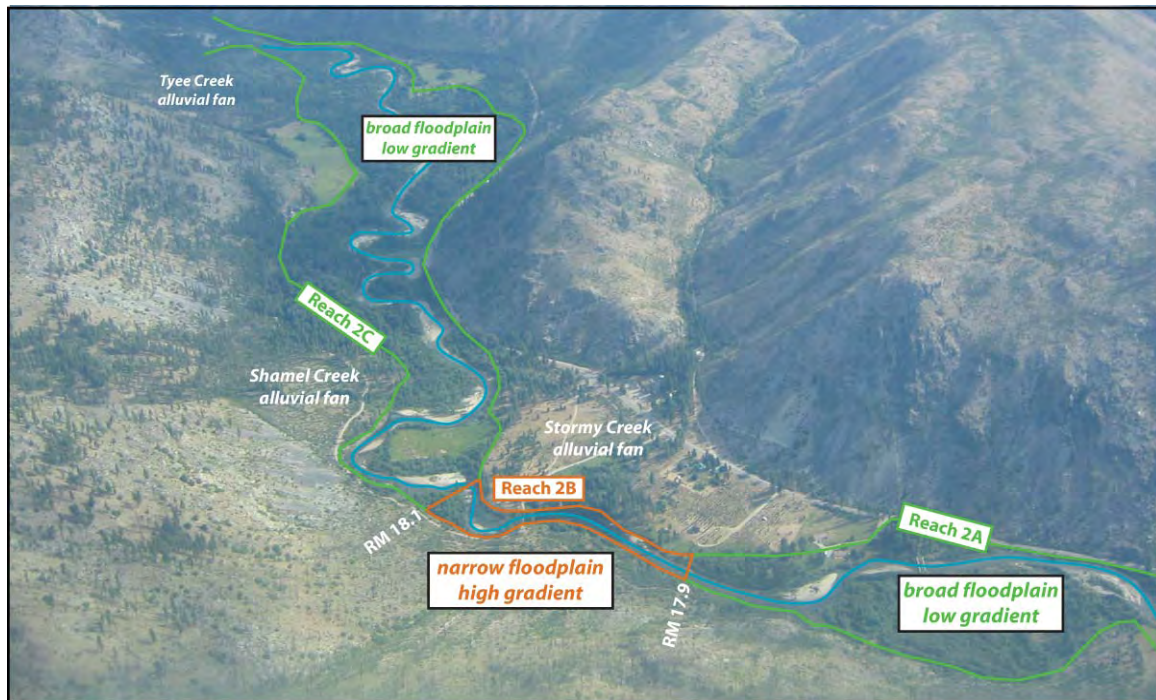 Tyee Creek
alluvial fan
broad floodplain
low gradient
Reach 2C
Shamel Creek
alluvial fan
Stormy Creek
alluvial fan
Reach 2B
RM 18.1
Reach 2A
narrow floodplain
high gradient
RM 17.9
broad floodplain
low gradient